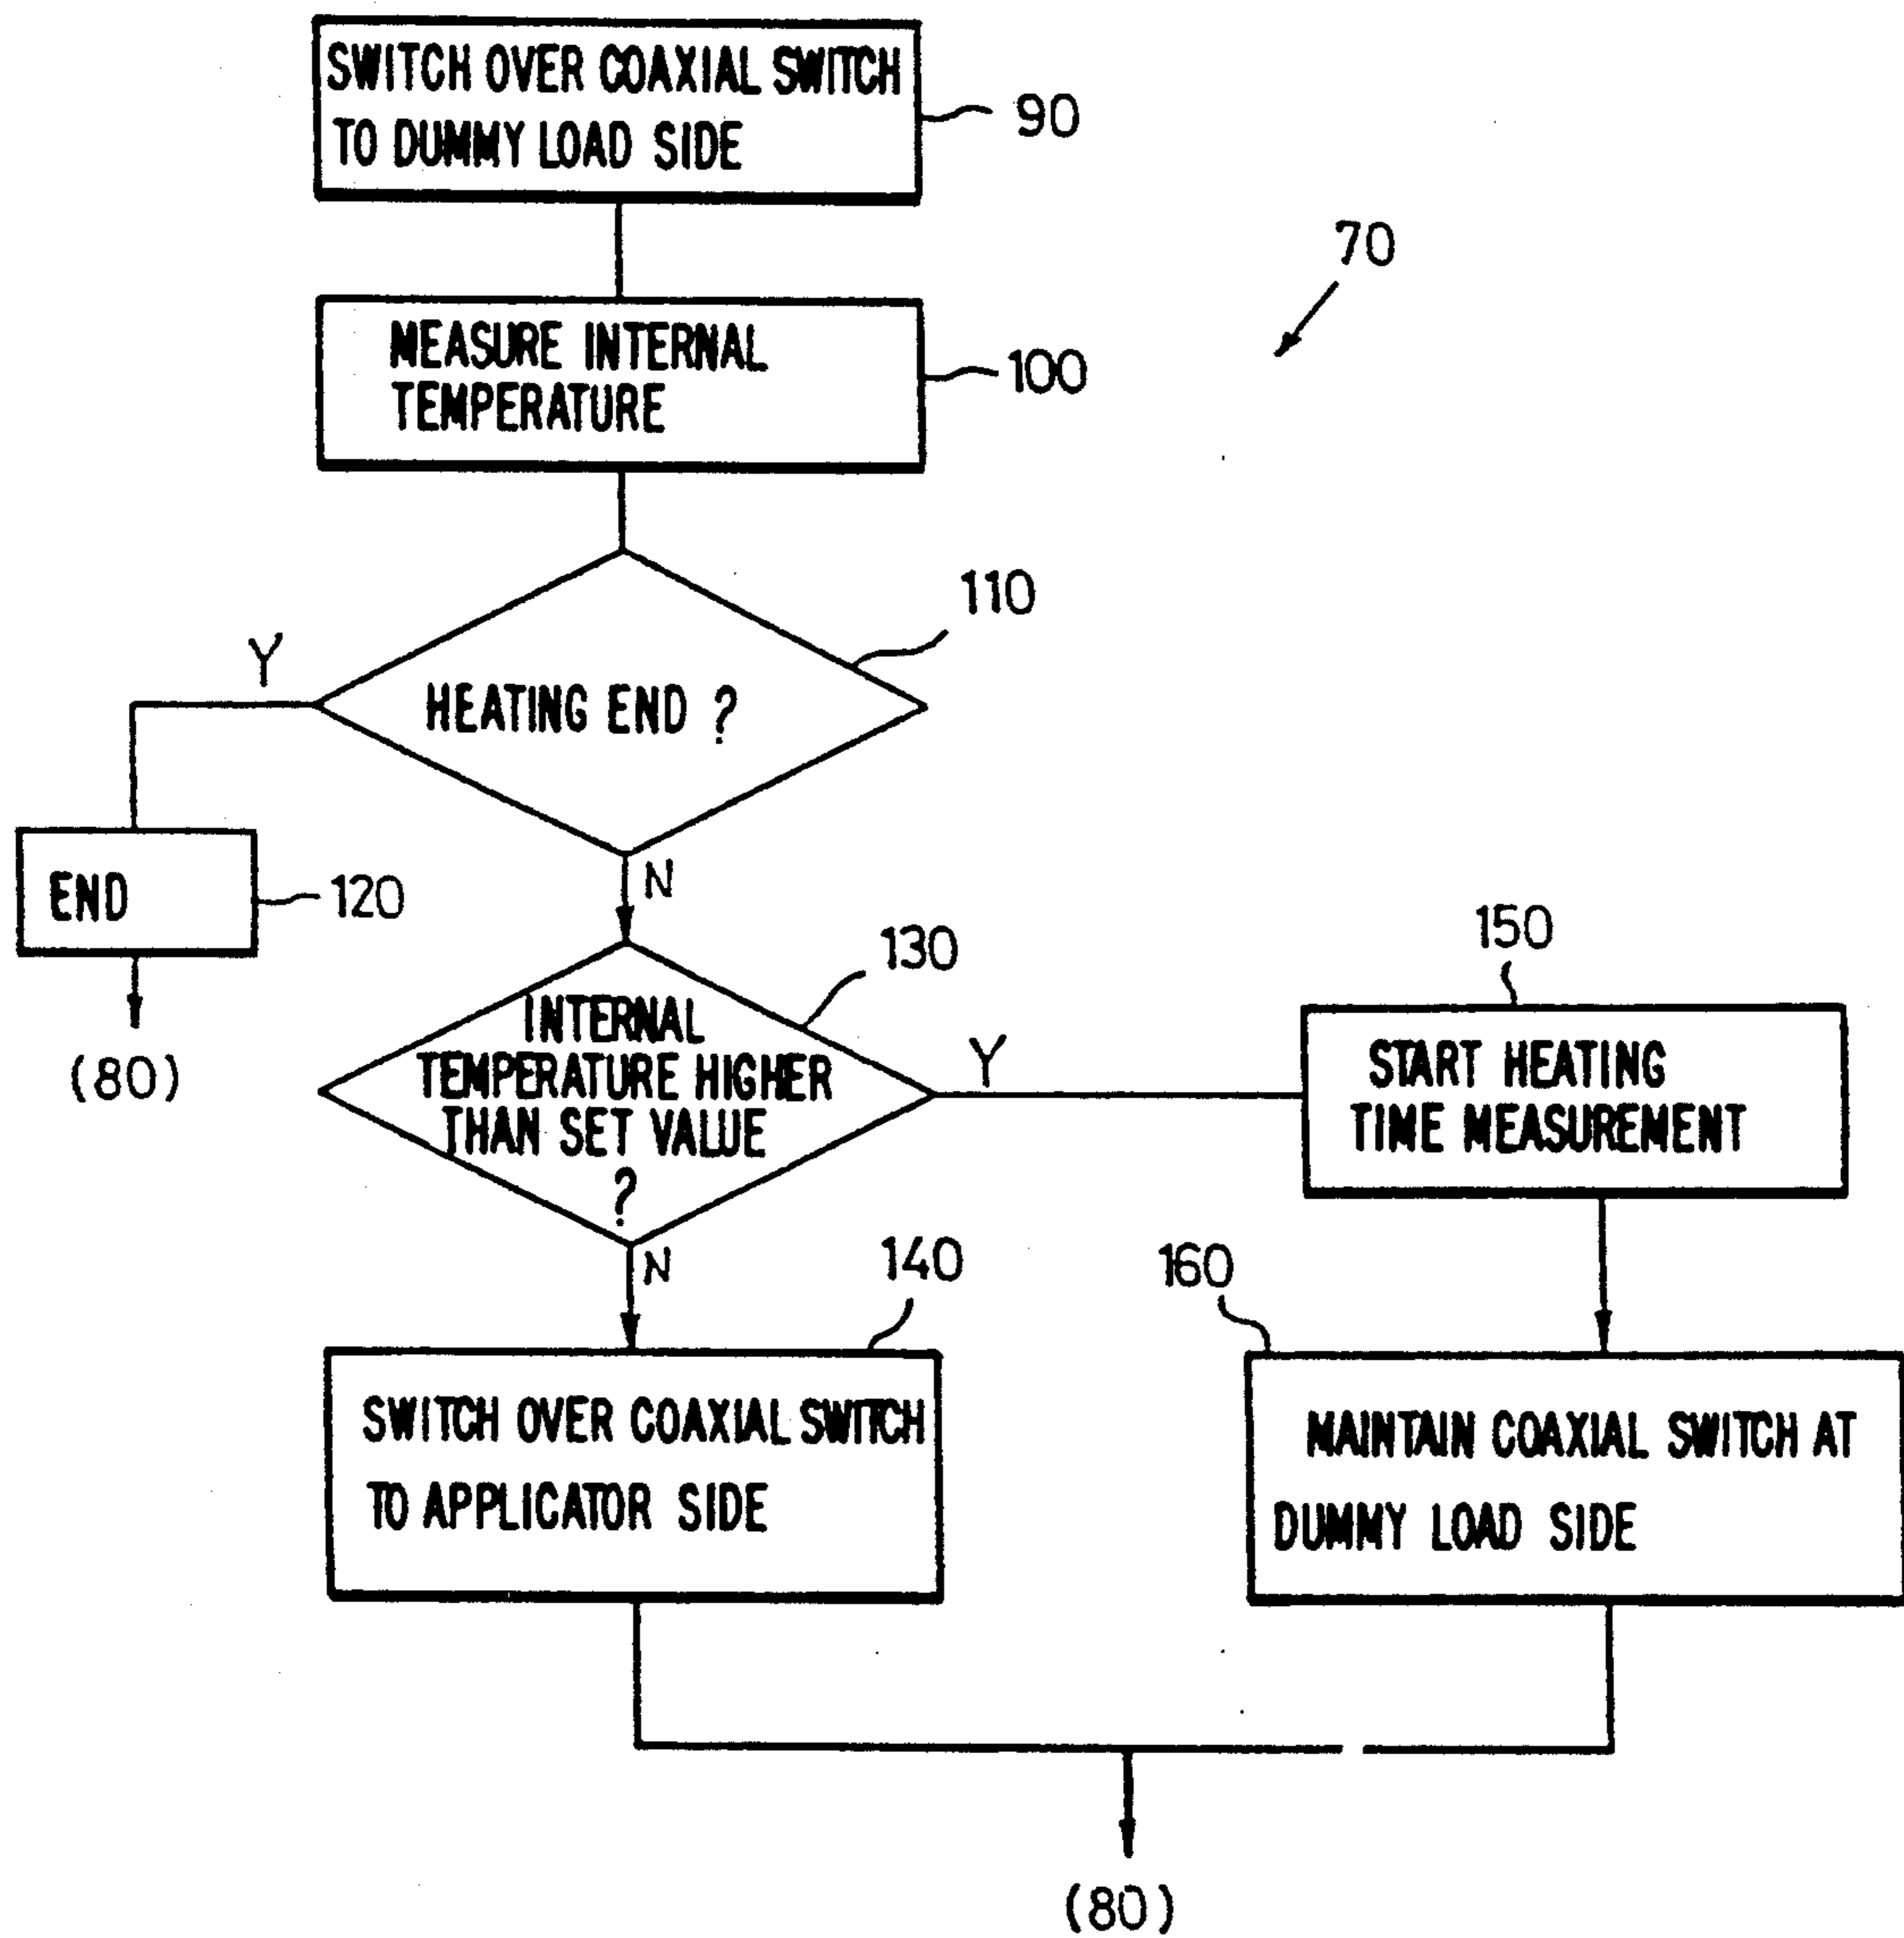 SWITCH OVER COAXIAL SWITCH
TO DUMMY LOAD SIDE
90
70
MEASURE INTERNAL
TEMPERATURE
100
110
Y
HEATING END ?
N
END
120
(80)
130
INTERNAL
TEMPERATURE HIGHER
THAN SET VALUE
?
Y
150
START HEATING
TIME MEASUREMENT
N
140
160
SWITCH OVER COAXIAL SWITCH
TO APPLICATOR SIDE
MAINTAIN COAXIAL SWITCH AT
DUMMY LOAD SIDE
(80)